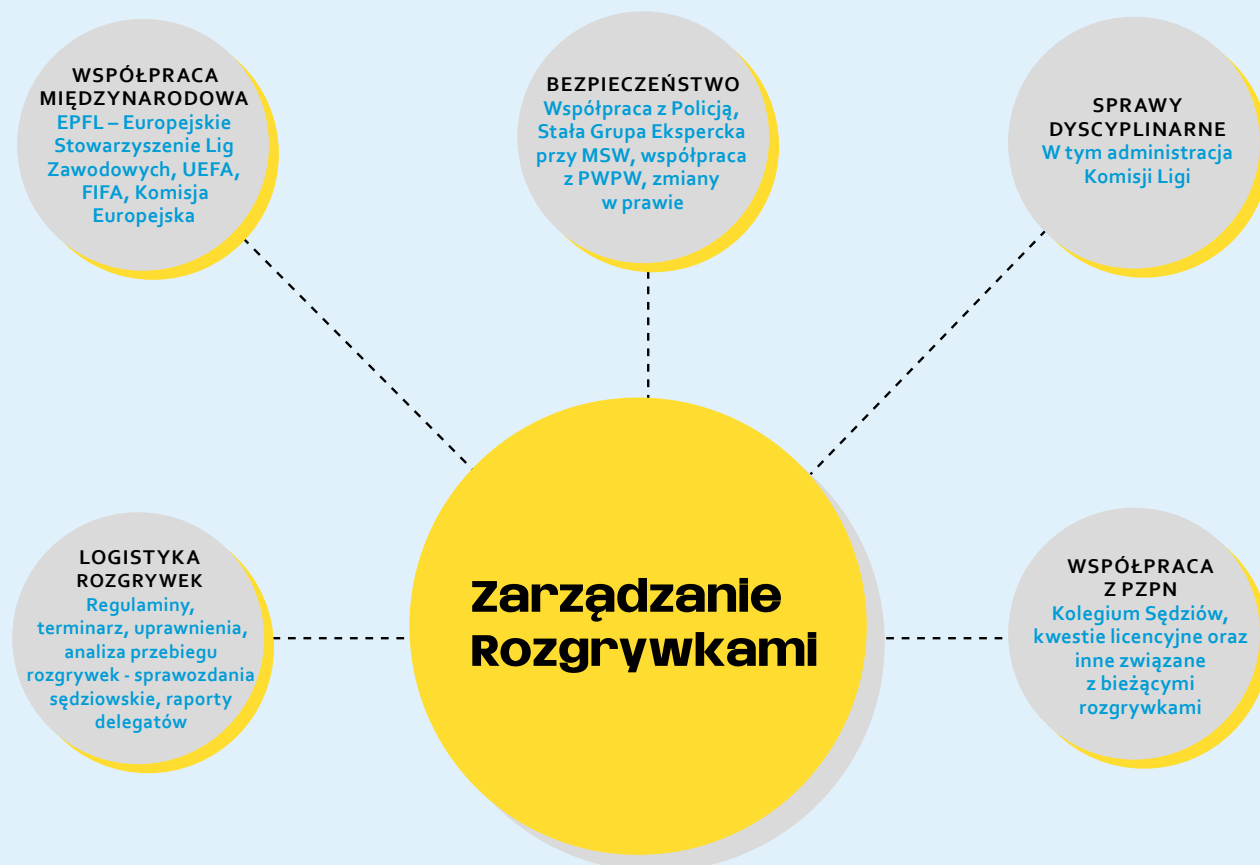 WSPÓŁPRACA
MIĘDZYNARODOWA
EPFL – Europejskie
Stowarzyszenie Lig
Zawodowych, UEFA,
FIFA, Komisja
Europejska
BEZPIECZEŃSTWO
Współpraca z Policją,
Stała Grupa Ekspercka
przy MSW, współpraca
z PWPW, zmiany
w prawie
SPRAWY
DYSCYPLINARNE
W tym administracja
Komisji Ligi
LOGISTYKA
ROZGRYWEK
Regulaminy,
terminarz, uprawnienia,
analiza przebiegu
rozgrywek - sprawozdania
sędziowskie, raporty
delegatów
Zarządzanie
Rozgrywkami
WSPÓŁPRACA
Z PZPN
Kolegium Sędziów,
kwestie licencyjne oraz
inne związane
z bieżącymi
rozgrywkami